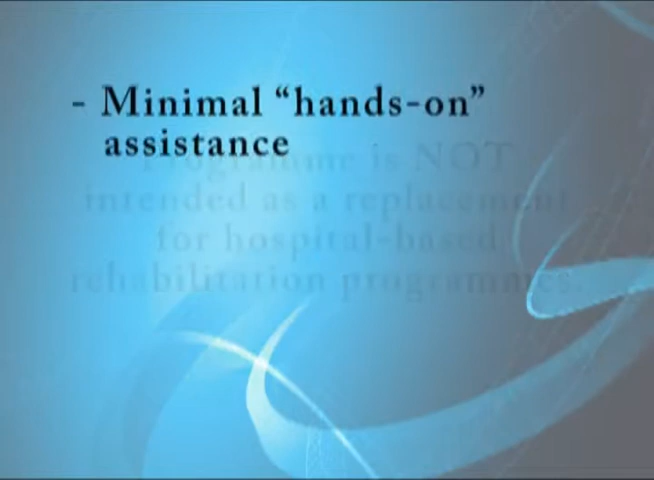 - Minimal “hands-on”
assistance
Programme is NOT
intended as a replacement
for hospital-based
rehabilitation programmes.